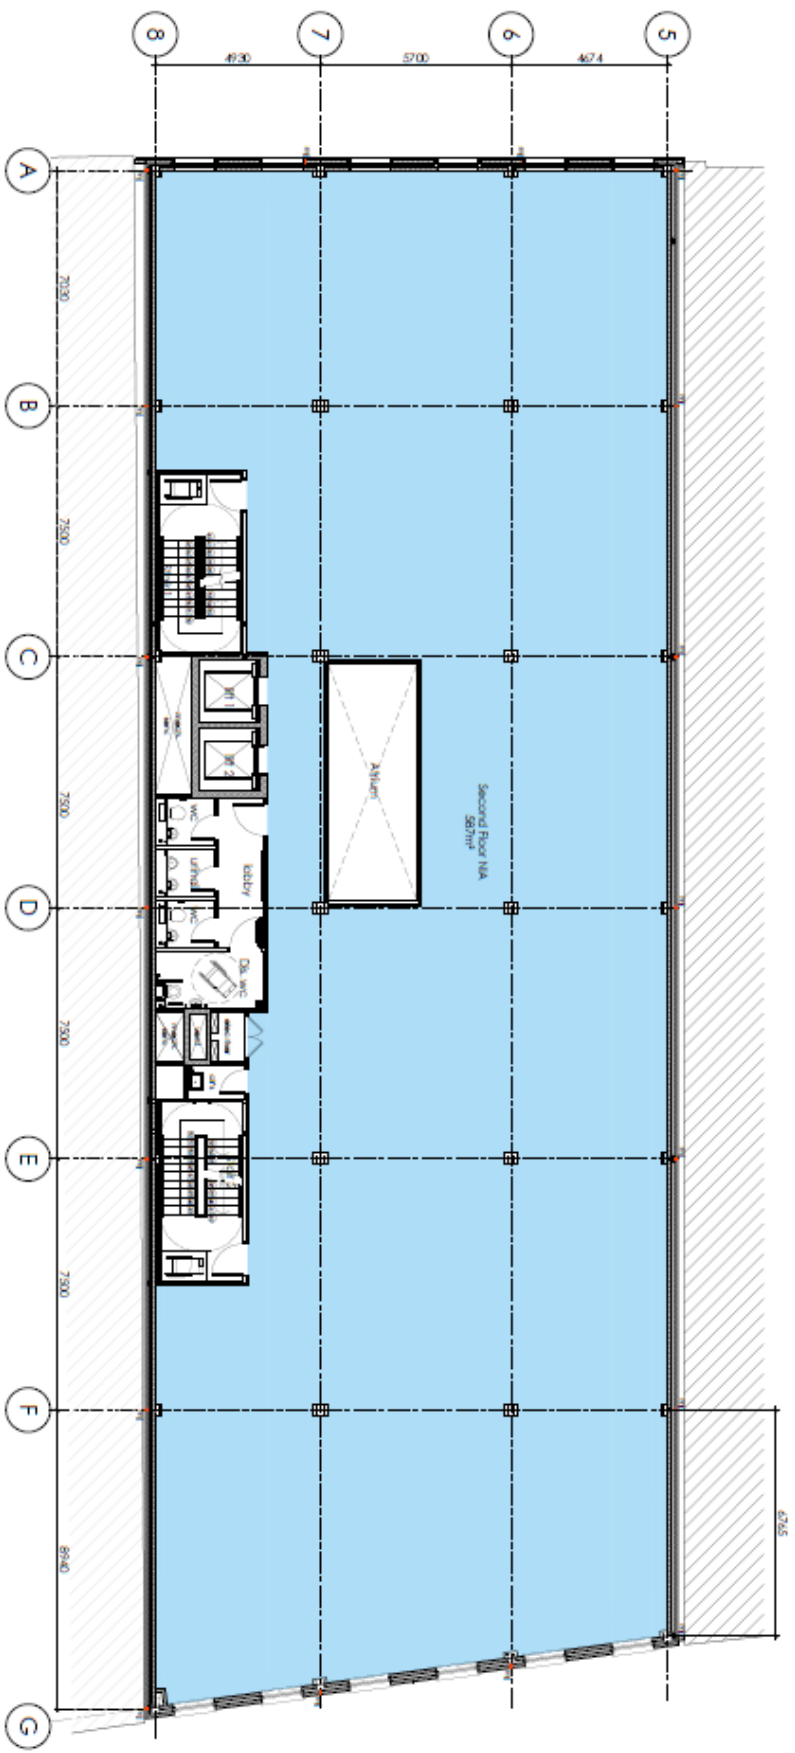 8
7
6
5
4930
5700
4674
A
7030
B
7500
C
lift 1
lift 2
Atrium
Second Floor NIA
587m²
7500
WC
urinal
lobby
WC
D
Dis. WC
7500
E
7500
F
6765
8940
G